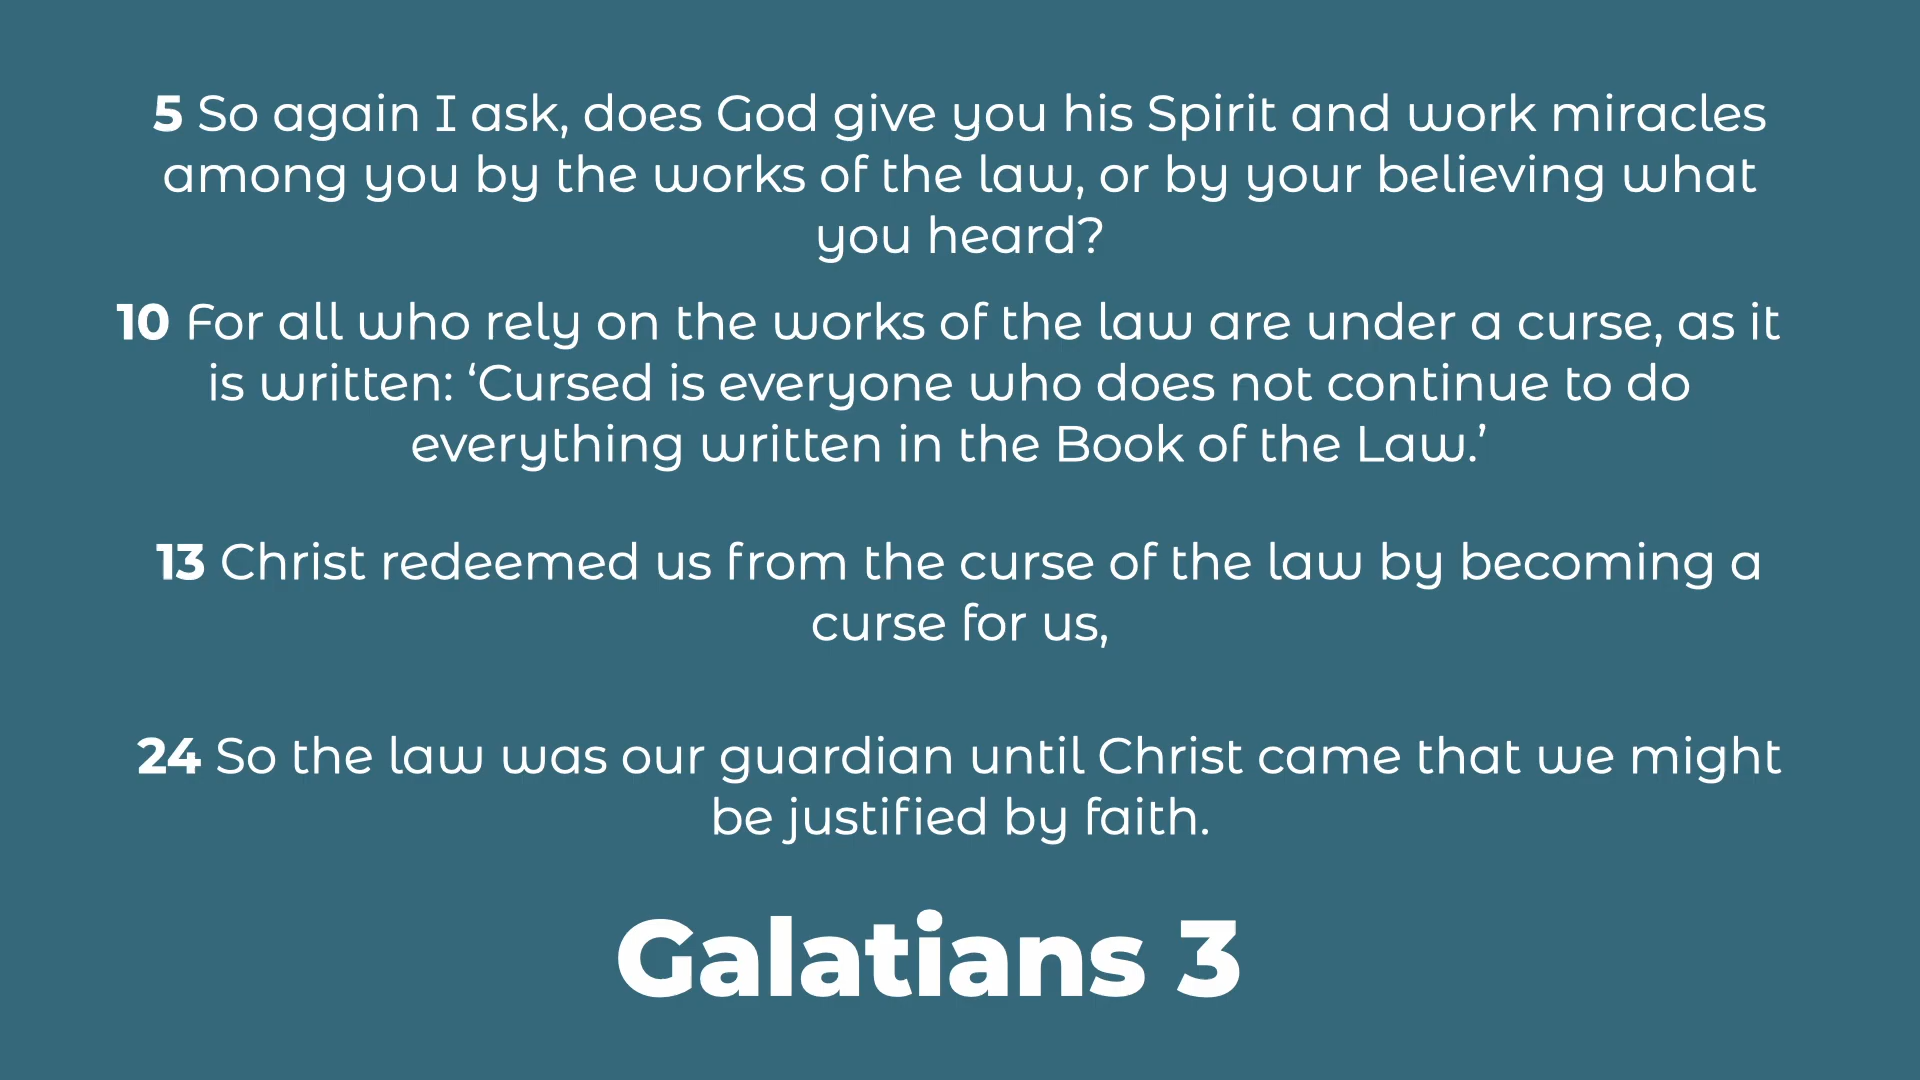 5 So again I ask, does God give you his Spirit and work miracles
among you by the works of the law, or by your believing what
you heard?
10 For all who rely on the works of the law are under a curse, as it
is written: ‘Cursed is everyone who does not continue to do
everything written in the Book of the Law.’
13 Christ redeemed us from the curse of the law by becoming a
curse for us,
24 So the law was our guardian until Christ came that we might
be justified by faith.
Galatians 3